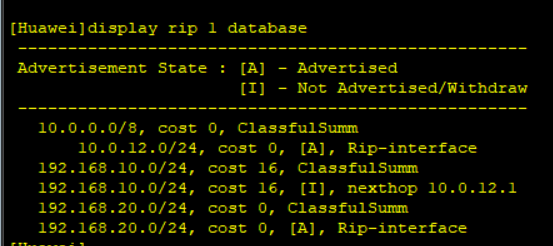 [Huawei]display rip 1 database
---------------------------------------------------
Advertisement State : [A] - Advertised
[I] - Not Advertised/Withdraw
---------------------------------------------------
10.0.0.0/8, cost 0, ClassfulSumm
10.0.12.0/24, cost 0, [A], Rip-interface
192.168.10.0/24, cost 16, ClassfulSumm
192.168.10.0/24, cost 16, [I], nexthop 10.0.12.1
192.168.20.0/24, cost 0, ClassfulSumm
192.168.20.0/24, cost 0, [A], Rip-interface
[Huawei]